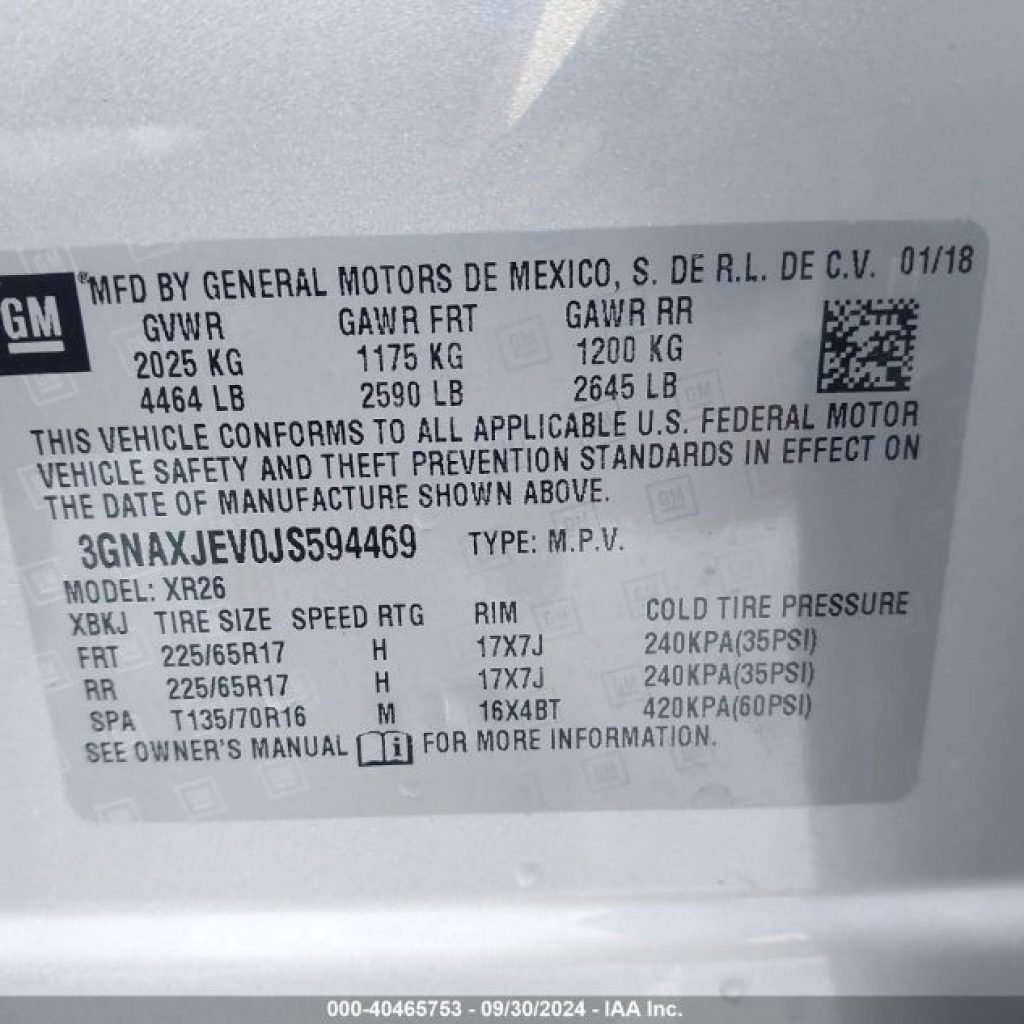 GM
®MFD BY GENERAL MOTORS DE MEXICO, S. DE R.L. DE C.V. 01/18
GVWR GAWR FRT GAWR RR
2025 KG 1175 KG 1200 KG
4464 LB 2590 LB 2645 LB
THIS VEHICLE CONFORMS TO ALL APPLICABLE U.S. FEDERAL MOTOR
VEHICLE SAFETY AND THEFT PREVENTION STANDARDS IN EFFECT ON
THE DATE OF MANUFACTURE SHOWN ABOVE.
3GNAXJEV0JS594469 TYPE: M.P.V.
MODEL: XR26
XBKJ TIRE SIZE SPEED RTG RIM COLD TIRE PRESSURE
FRT 225/65R17 H 17X7J 240KPA(35PSI)
RR 225/65R17 H 17X7J 240KPA(35PSI)
SPA T135/70R16 M 16X4BT 420KPA(60PSI)
SEE OWNER'S MANUAL i FOR MORE INFORMATION.
000-40465753 - 09/30/2024 - IAA Inc.